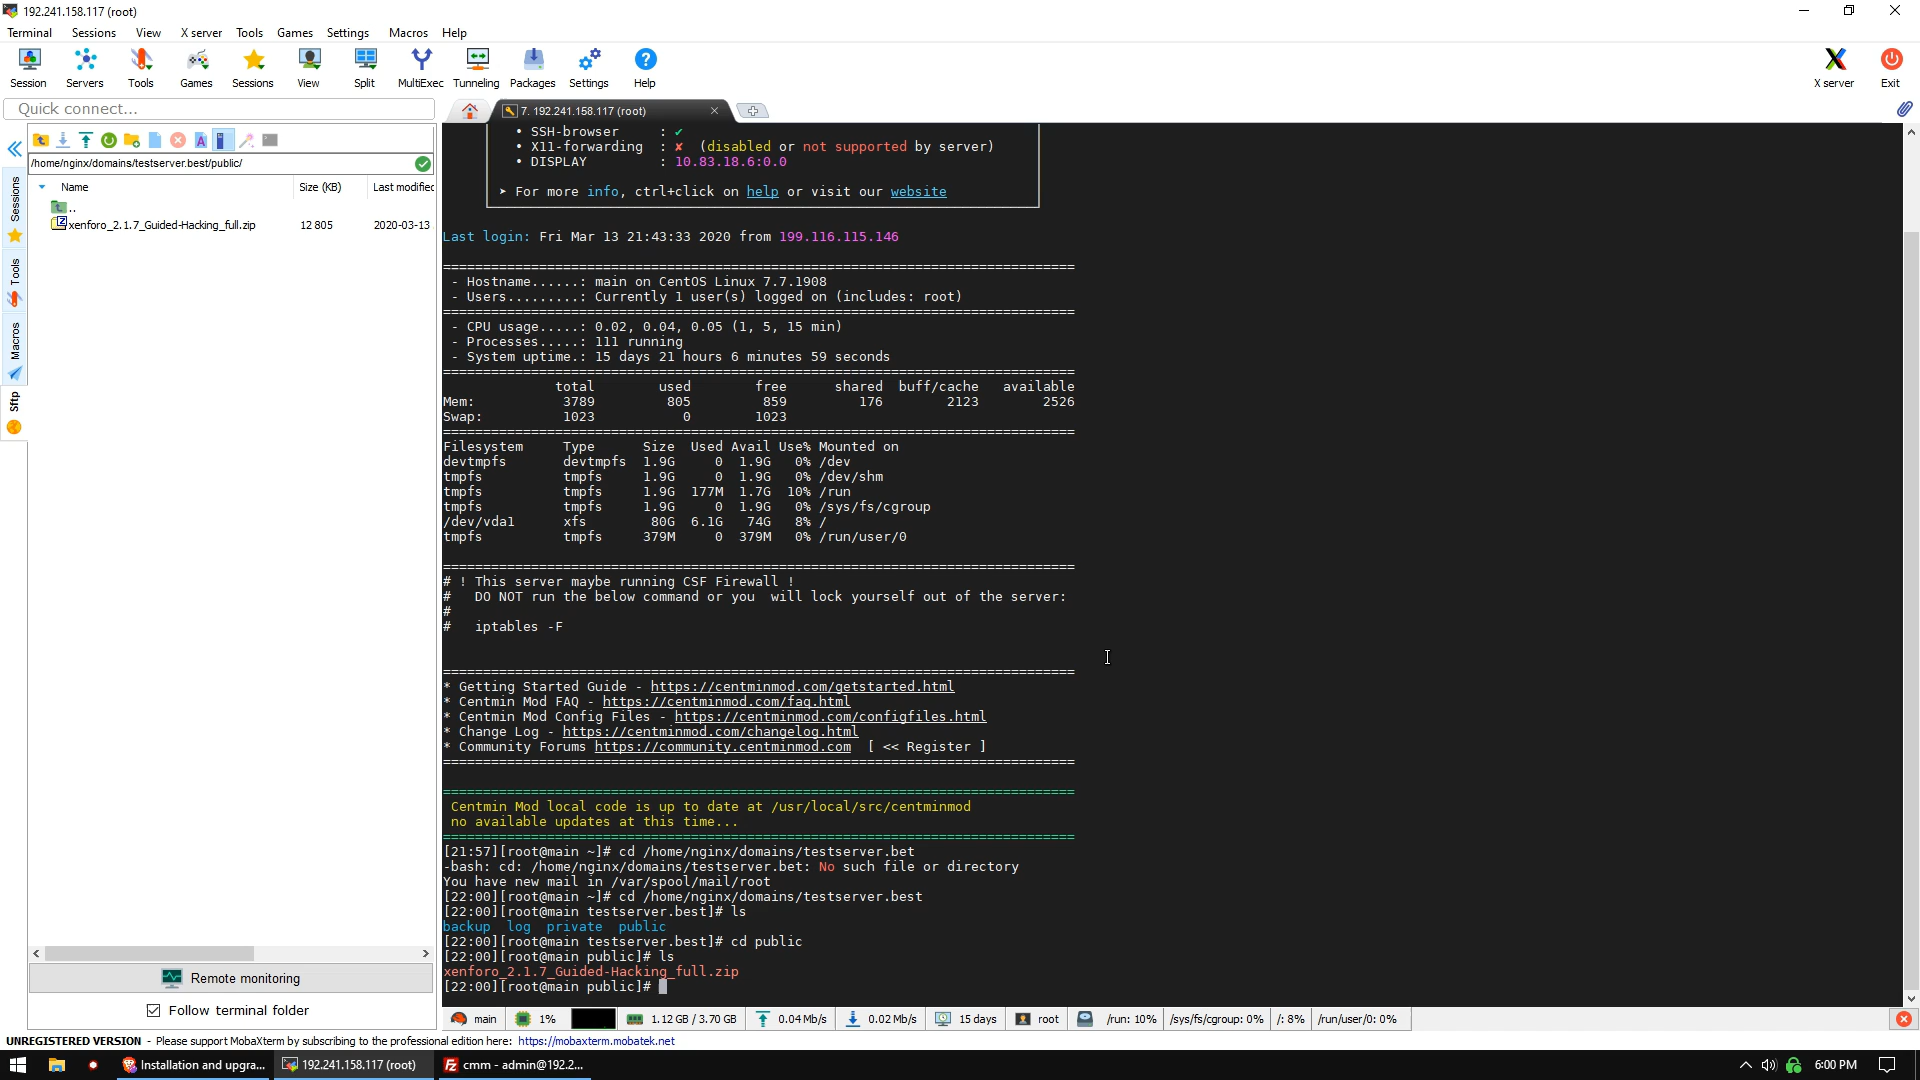 192.241.158.117 (root)
Terminal Sessions View X server Tools Games Settings Macros Help
Session Servers Tools Games Sessions View Split MultiExec Tunneling Packages Settings Help X server Exit
Quick connect...
7. 192.241.158.117 (root)
/home/nginx/domains/testserver.best/public/
Name Size (KB) Last modified
..
xenforo_2.1.7_Guided-Hacking_full.zip 12 805 2020-03-13
Sessions
Tools
Macros
Sftp
• SSH-browser : ✔
• X11-forwarding : ✘ (disabled or not supported by server)
• DISPLAY : 10.83.18.6:0.0
➤ For more info, ctrl+click on help or visit our website
Last login: Fri Mar 13 21:43:33 2020 from 199.116.115.146
===============================================================================
- Hostname......: main on CentOS Linux 7.7.1908
- Users.........: Currently 1 user(s) logged on (includes: root)
===============================================================================
- CPU usage.....: 0.02, 0.04, 0.05 (1, 5, 15 min)
- Processes.....: 111 running
- System uptime.: 15 days 21 hours 6 minutes 59 seconds
===============================================================================
total used free shared buff/cache available
Mem: 3789 805 859 176 2123 2526
Swap: 1023 0 1023
===============================================================================
Filesystem Type Size Used Avail Use% Mounted on
devtmpfs devtmpfs 1.9G 0 1.9G 0% /dev
tmpfs tmpfs 1.9G 0 1.9G 0% /dev/shm
tmpfs tmpfs 1.9G 177M 1.7G 10% /run
tmpfs tmpfs 1.9G 0 1.9G 0% /sys/fs/cgroup
/dev/vda1 xfs 80G 6.1G 74G 8% /
tmpfs tmpfs 379M 0 379M 0% /run/user/0
===============================================================================
# ! This server maybe running CSF Firewall !
# DO NOT run the below command or you will lock yourself out of the server:
#
# iptables -F
===============================================================================
* Getting Started Guide - https://centminmod.com/getstarted.html
* Centmin Mod FAQ - https://centminmod.com/faq.html
* Centmin Mod Config Files - https://centminmod.com/configfiles.html
* Change Log - https://centminmod.com/changelog.html
* Community Forums https://community.centminmod.com [ << Register ]
===============================================================================
===============================================================================
Centmin Mod local code is up to date at /usr/local/src/centminmod
no available updates at this time...
===============================================================================
[21:57][root@main ~]# cd /home/nginx/domains/testserver.bet
-bash: cd: /home/nginx/domains/testserver.bet: No such file or directory
You have new mail in /var/spool/mail/root
[22:00][root@main ~]# cd /home/nginx/domains/testserver.best
[22:00][root@main testserver.best]# ls
backup log private public
[22:00][root@main testserver.best]# cd public
[22:00][root@main public]# ls
xenforo_2.1.7_Guided-Hacking_full.zip
[22:00][root@main public]#
Remote monitoring
Follow terminal folder
main 1% 1.12 GB / 3.70 GB 0.04 Mb/s 0.02 Mb/s 15 days root /run: 10% /sys/fs/cgroup: 0% /: 8% /run/user/0: 0%
UNREGISTERED VERSION - Please support MobaXterm by subscribing to the professional edition here: https://mobaxterm.mobatek.net
Installation and upgra... 192.241.158.117 (root) cmm - admin@192.2... 6:00 PM